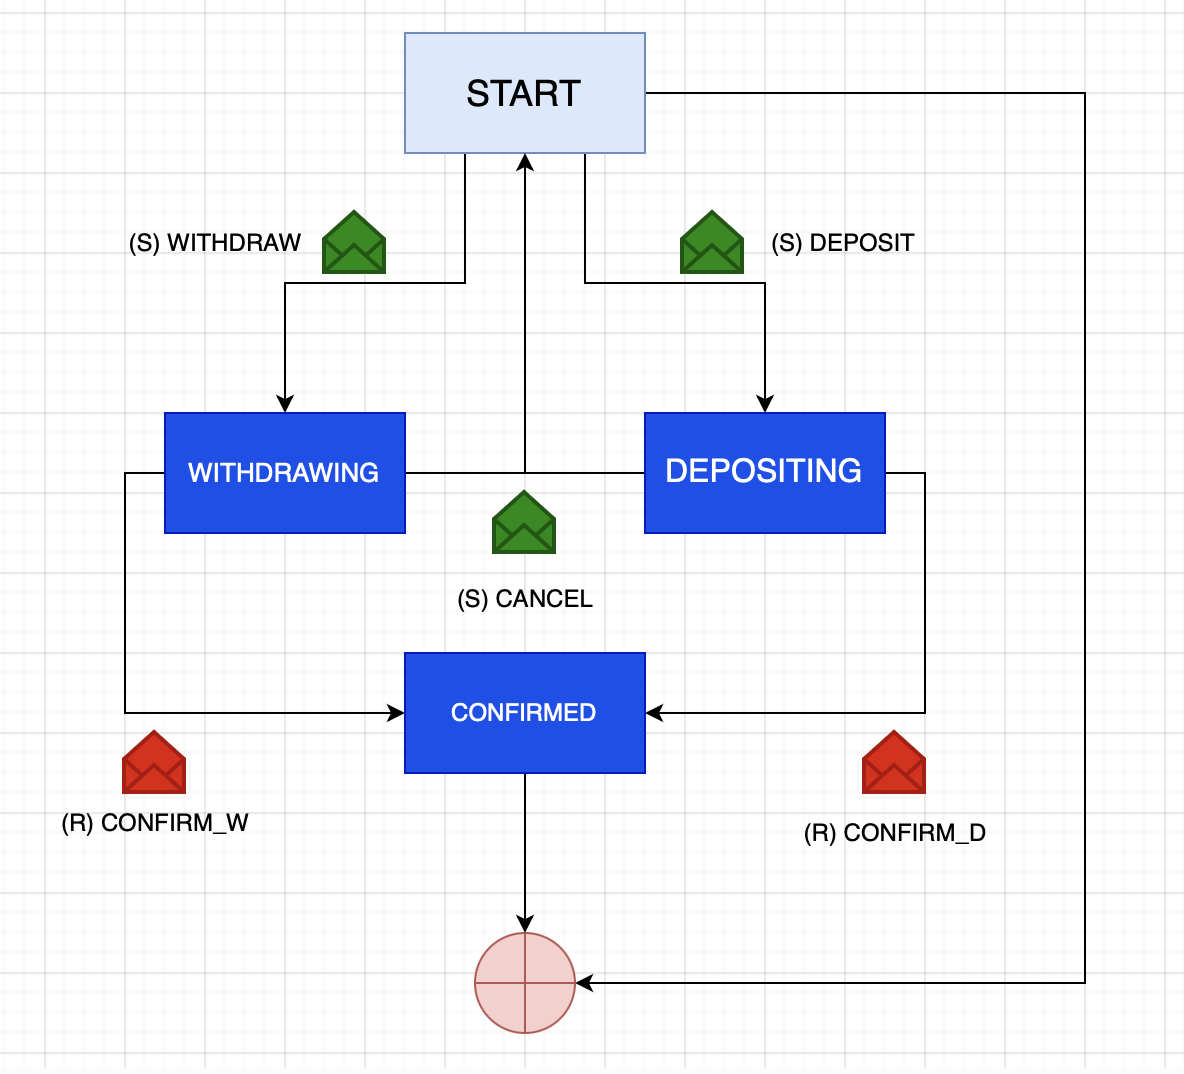 START
(S) WITHDRAW
(S) DEPOSIT
WITHDRAWING
DEPOSITING
(S) CANCEL
CONFIRMED
(R) CONFIRM_W
(R) CONFIRM_D